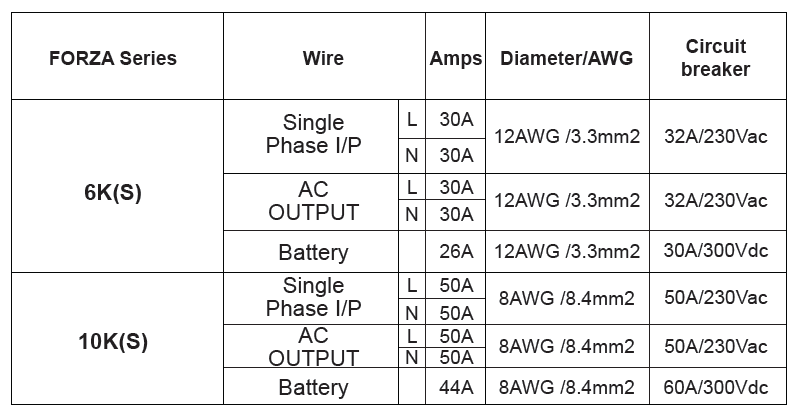 FORZA Series Wire Amps Diameter/AWG Circuit breaker
6K(S)
Single Phase I/P L 30A 12AWG /3.3mm2 32A/230Vac
N 30A
AC OUTPUT L 30A 12AWG /3.3mm2 32A/230Vac
N 30A
Battery 26A 12AWG /3.3mm2 30A/300Vdc
10K(S)
Single Phase I/P L 50A 8AWG /8.4mm2 50A/230Vac
N 50A
AC OUTPUT L 50A 8AWG /8.4mm2 50A/230Vac
N 50A
Battery 44A 8AWG /8.4mm2 60A/300Vdc